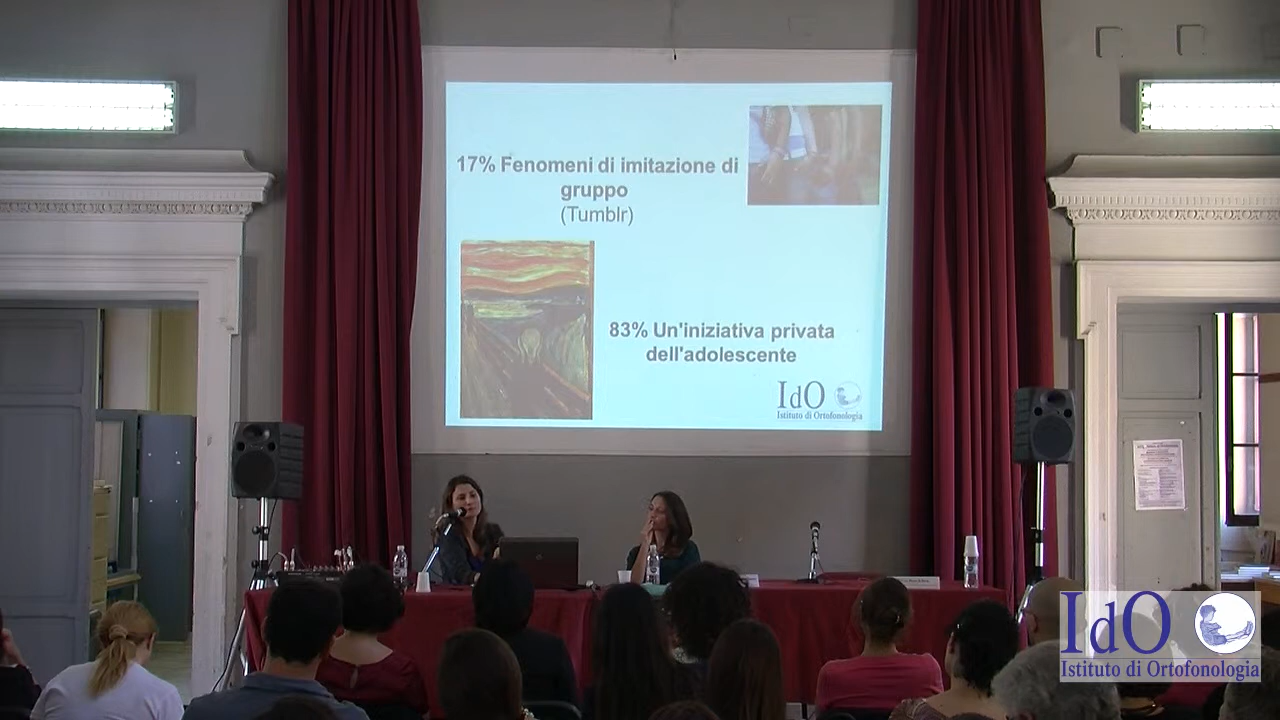 17% Fenomeni di imitazione di
gruppo
(Tumblr)
83% Un'iniziativa privata
dell'adolescente
IdO
Istituto di Ortofonologia
IdO
Istituto di Ortofonologia